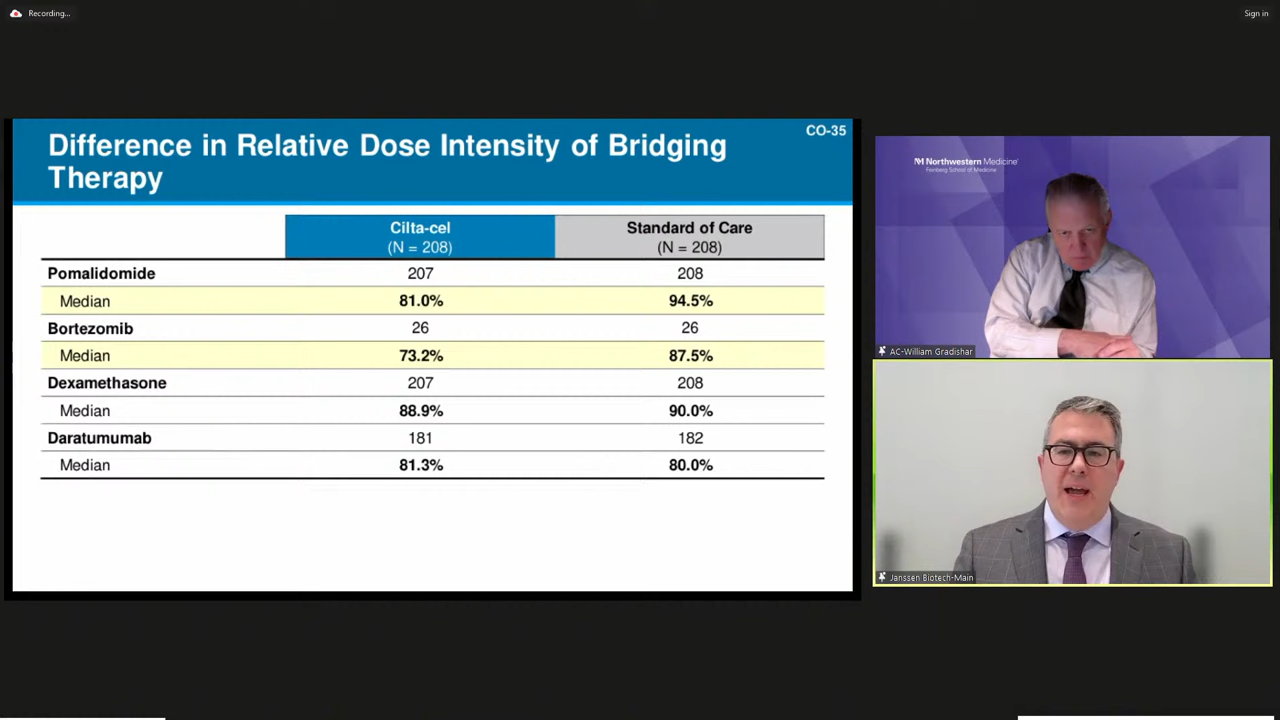 Recording...
Sign in
CO-35
Difference in Relative Dose Intensity of Bridging
Therapy
Cilta-cel
(N = 208)
Standard of Care
(N = 208)
Pomalidomide 207 208
Median 81.0% 94.5%
Bortezomib 26 26
Median 73.2% 87.5%
Dexamethasone 207 208
Median 88.9% 90.0%
Daratumumab 181 182
Median 81.3% 80.0%
Northwestern Medicine
Feinberg School of Medicine
AC-William Gradishar
Janssen Biotech-Main